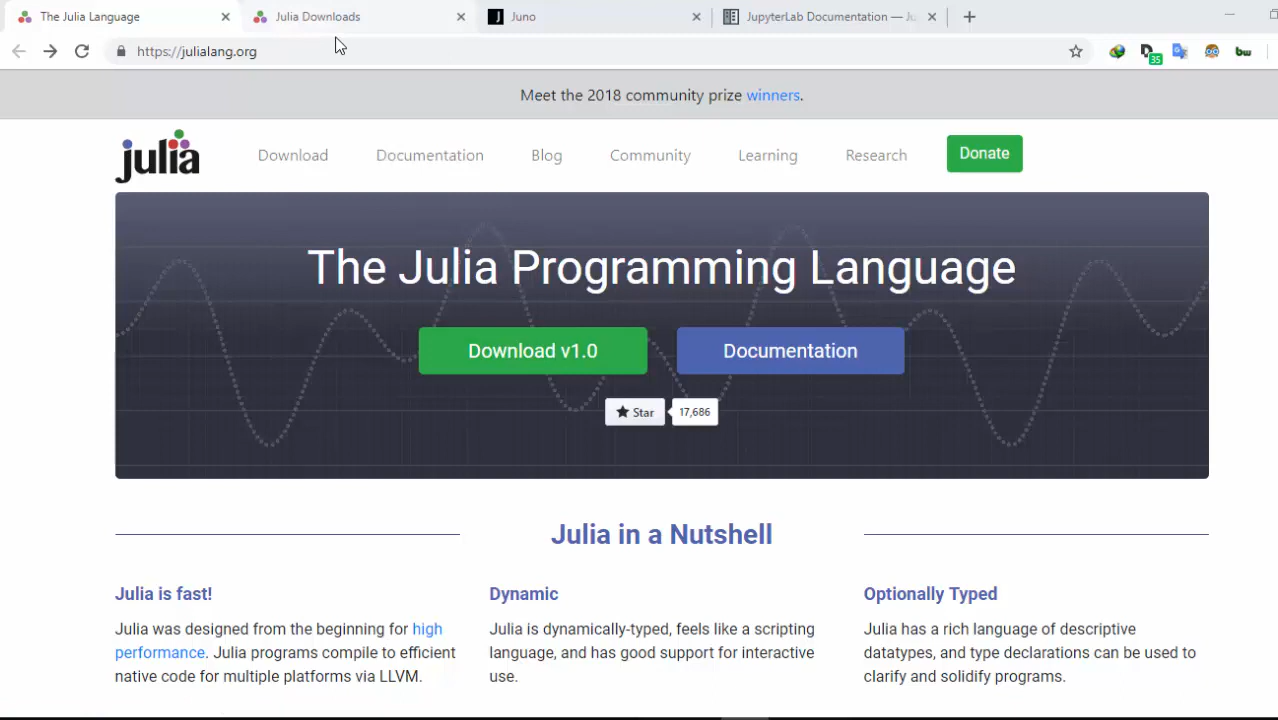 The Julia Language
Julia Downloads
Juno
JupyterLab Documentation — Ju
https://julialang.org
35
bw
Meet the 2018 community prize winners.
julia
Download
Documentation
Blog
Community
Learning
Research
Donate
The Julia Programming Language
Download v1.0
Documentation
Star
17,686
Julia in a Nutshell
Julia is fast!
Julia was designed from the beginning for high
performance. Julia programs compile to efficient
native code for multiple platforms via LLVM.
Dynamic
Julia is dynamically-typed, feels like a scripting
language, and has good support for interactive
use.
Optionally Typed
Julia has a rich language of descriptive
datatypes, and type declarations can be used to
clarify and solidify programs.